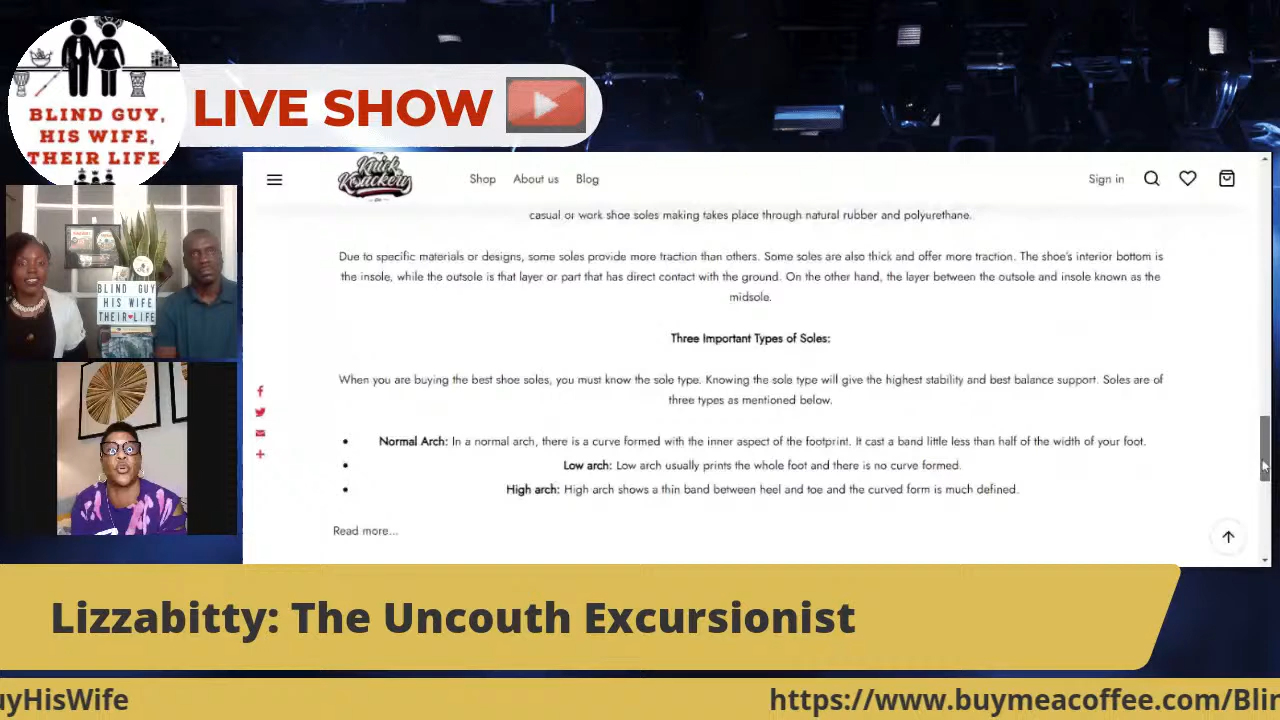 BLIND GUY,
HIS WIFE,
THEIR LIFE.
LIVE SHOW
BLIND GUY
HIS WIFE
THEIR♥LIFE
Knick
Knackery
Shop About us Blog
Sign in
casual or work shoe soles making takes place through natural rubber and polyurethane.
Due to specific materials or designs, some soles provide more traction than others. Some soles are also thick and offer more traction. The shoe's interior bottom is
the insole, while the outsole is that layer or part that has direct contact with the ground. On the other hand, the layer between the outsole and insole known as the
midsole.
Three Important Types of Soles:
When you are buying the best shoe soles, you must know the sole type. Knowing the sole type will give the highest stability and best balance support. Soles are of
three types as mentioned below.
• Normal Arch: In a normal arch, there is a curve formed with the inner aspect of the footprint. It cast a band little less than half of the width of your foot.
• Low arch: Low arch usually prints the whole foot and there is no curve formed.
• High arch: High arch shows a thin band between heel and toe and the curved form is much defined.
Read more...
Lizzabitty: The Uncouth Excursionist
uyHisWife
https://www.buymeacoffee.com/Blin